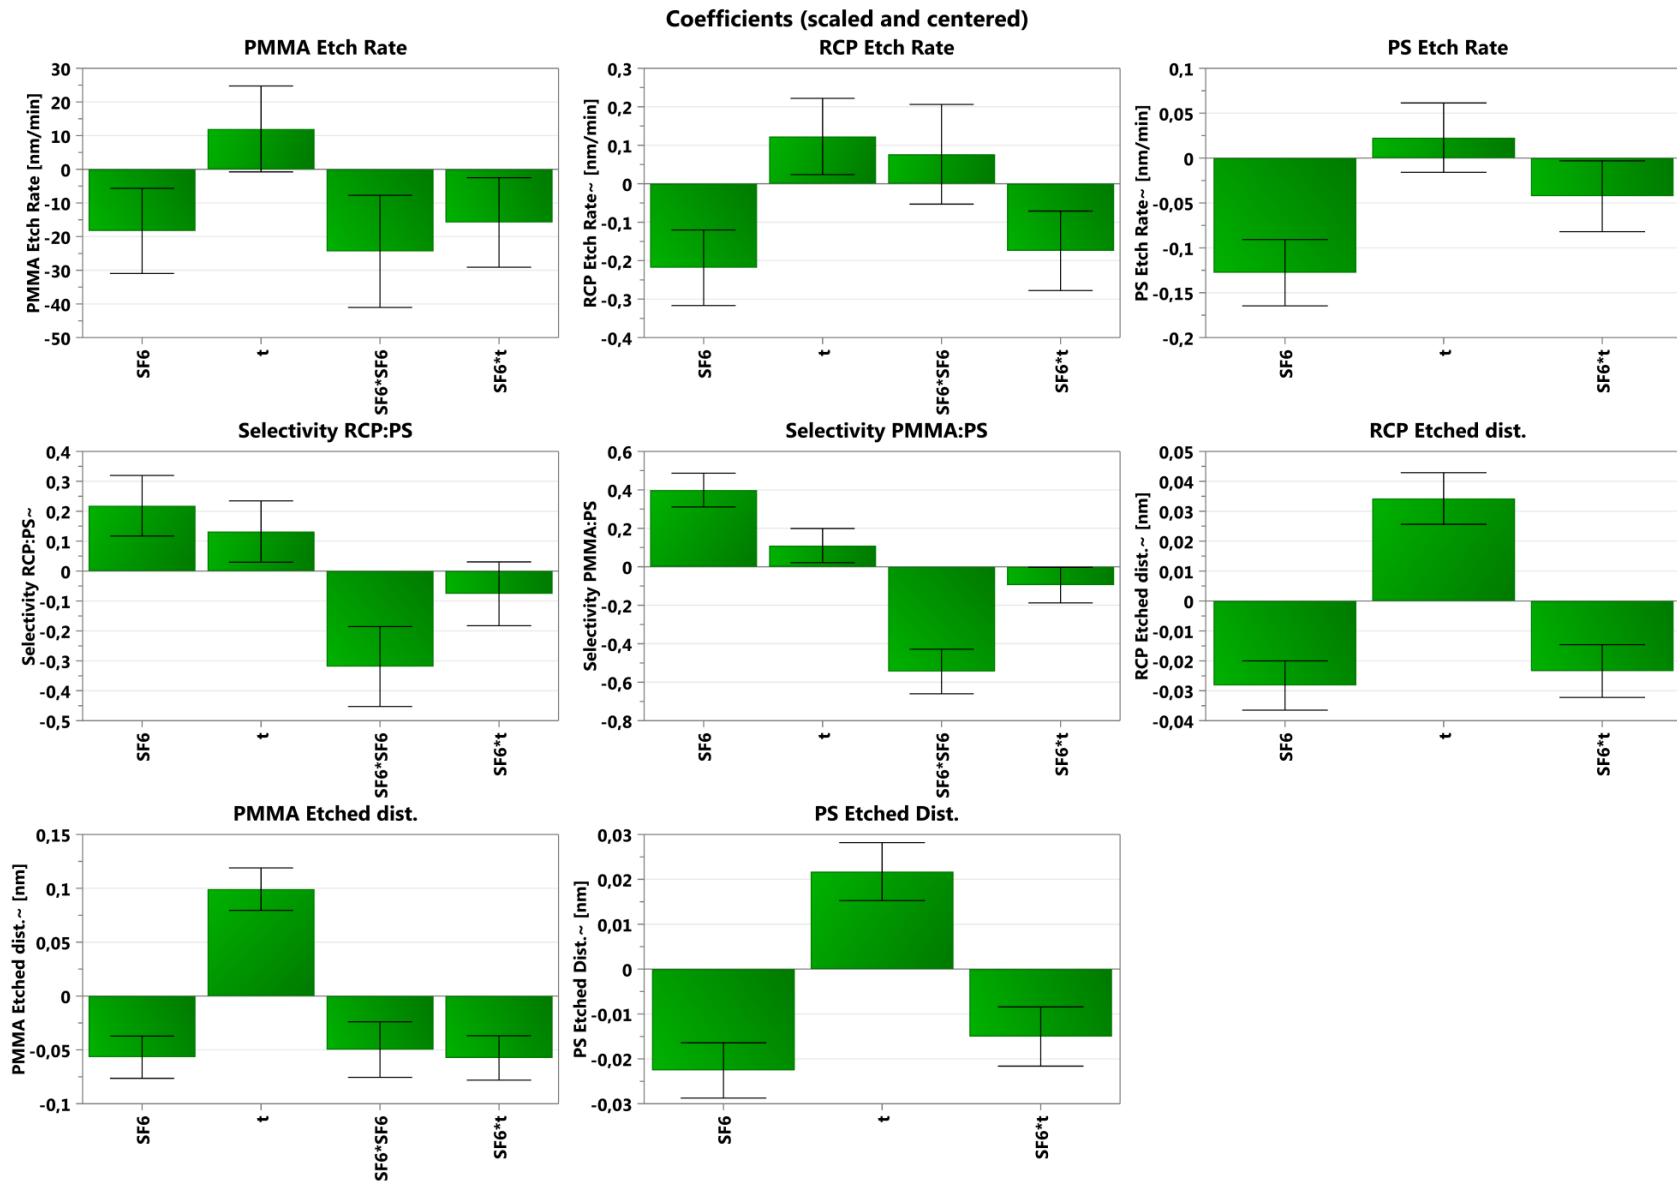 Coefficients (scaled and centered)
PMMA Etch Rate
PMMA Etch Rate [nm/min]
30
20
10
0
-10
-20
-30
-40
-50
SF6
t
SF6*SF6
SF6*t
RCP Etch Rate
RCP Etch Rate~ [nm/min]
0,3
0,2
0,1
0
-0,1
-0,2
-0,3
-0,4
SF6
t
SF6*SF6
SF6*t
PS Etch Rate
PS Etch Rate~ [nm/min]
0,1
0,05
0
-0,05
-0,1
-0,15
-0,2
SF6
t
SF6*t
Selectivity RCP:PS
Selectivity RCP:PS~
0,4
0,3
0,2
0,1
0
-0,1
-0,2
-0,3
-0,4
-0,5
SF6
t
SF6*SF6
SF6*t
Selectivity PMMA:PS
Selectivity PMMA:PS
0,6
0,4
0,2
0
-0,2
-0,4
-0,6
-0,8
SF6
t
SF6*SF6
SF6*t
RCP Etched dist.
RCP Etched dist.~ [nm]
0,05
0,04
0,03
0,02
0,01
0
-0,01
-0,02
-0,03
-0,04
SF6
t
SF6*t
PMMA Etched dist.
PMMA Etched dist.~ [nm]
0,15
0,1
0,05
0
-0,05
-0,1
SF6
t
SF6*SF6
SF6*t
PS Etched Dist.
PS Etched Dist.~ [nm]
0,03
0,02
0,01
0
-0,01
-0,02
-0,03
SF6
t
SF6*t